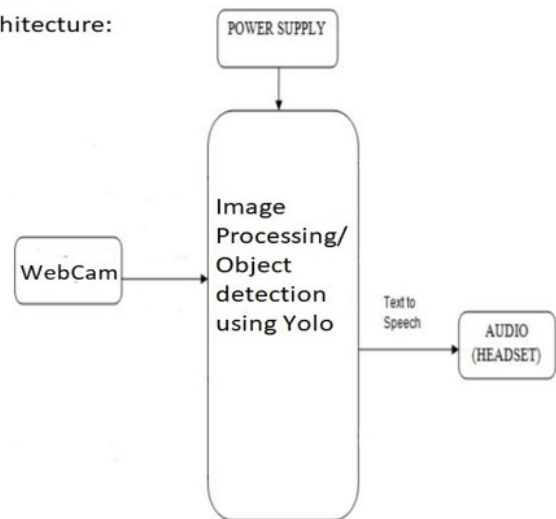 hitecture:
POWER SUPPLY
Image
Processing/
Object
detection
using Yolo
WebCam
Text to
Speech
AUDIO
(HEADSET)